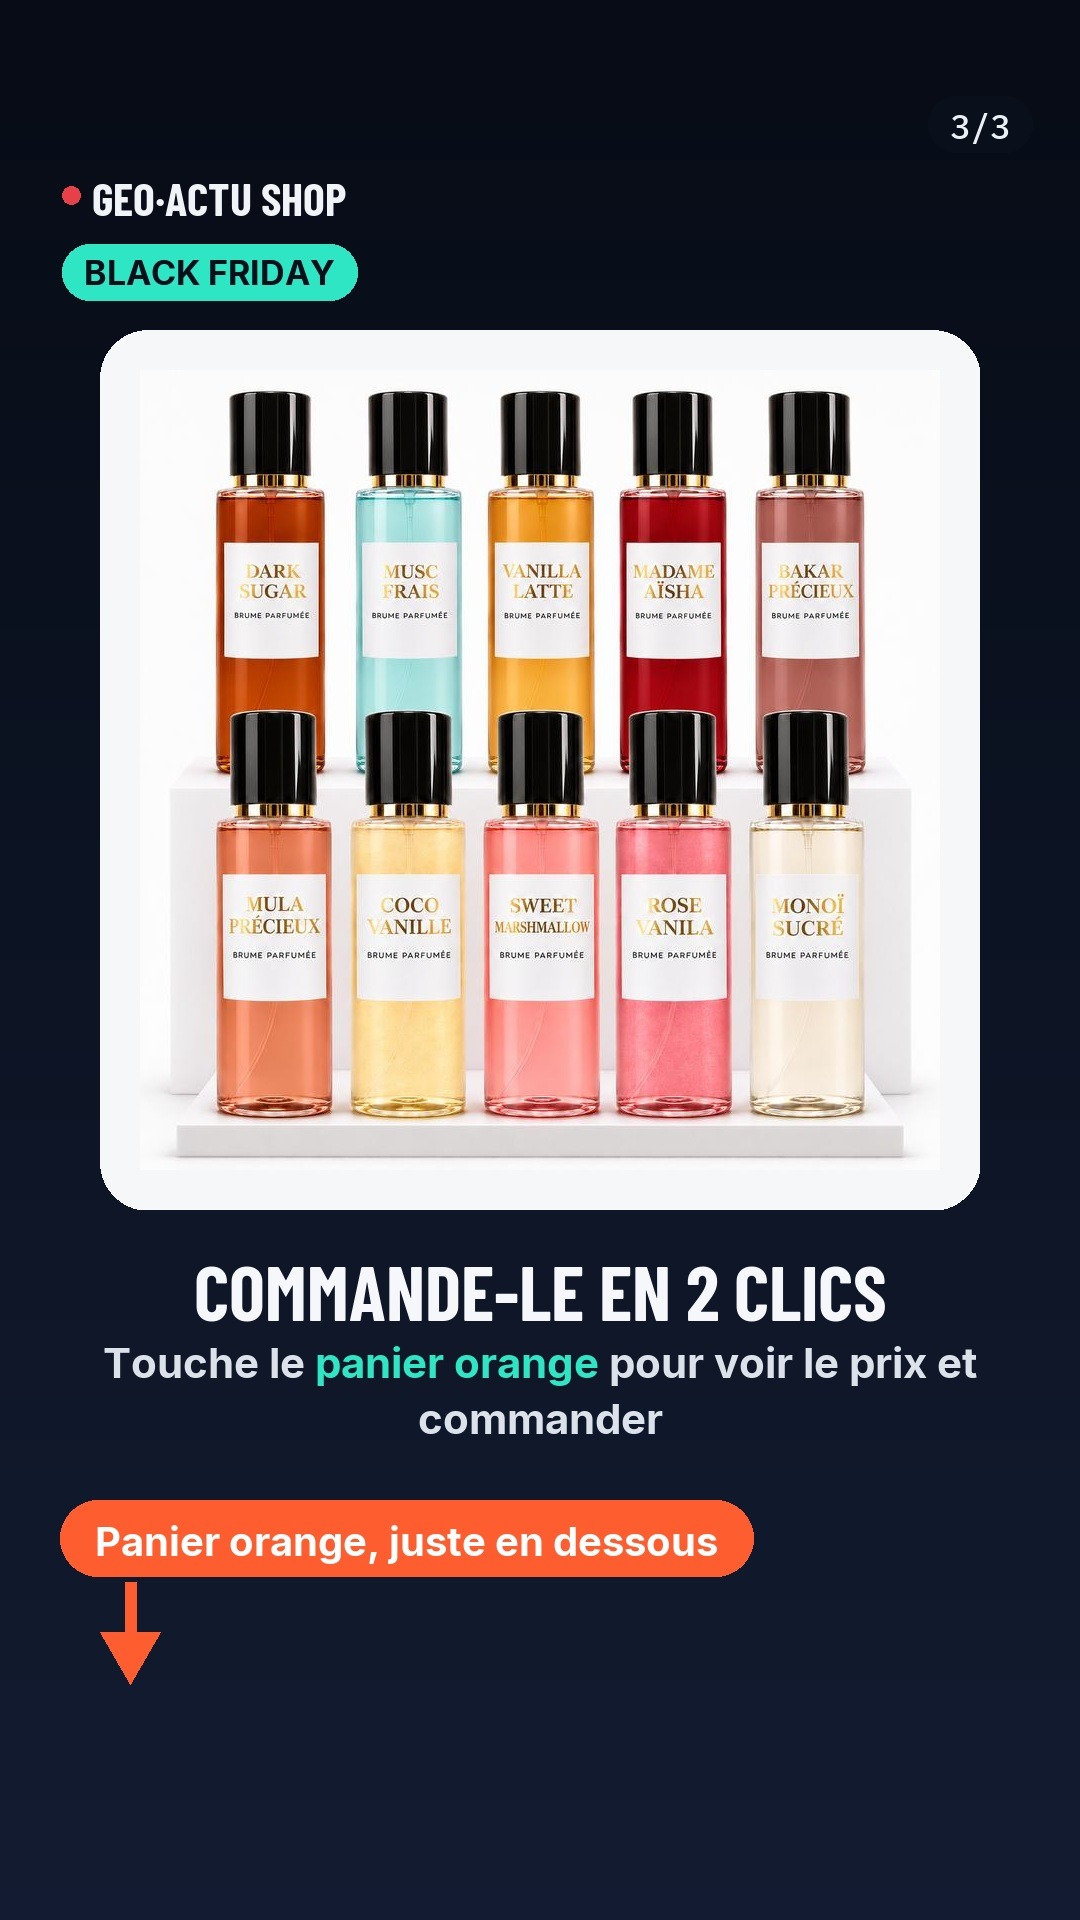 3/3
GEO·ACTU SHOP
BLACK FRIDAY
DARK
SUGAR
BRUME PARFUMÉE
MUSC
FRAIS
BRUME PARFUMÉE
VANILLA
LATTE
BRUME PARFUMÉE
MADAME
AÏSHA
BRUME PARFUMÉE
BAKAR
PRÉCIEUX
BRUME PARFUMÉE
MULA
PRÉCIEUX
BRUME PARFUMÉE
COCO
VANILLE
BRUME PARFUMÉE
SWEET
MARSHMALLOW
BRUME PARFUMÉE
ROSE
VANILA
BRUME PARFUMÉE
MONOÏ
SUCRÉ
BRUME PARFUMÉE
COMMANDE-LE EN 2 CLICS
Touche le panier orange pour voir le prix et
commander
Panier orange, juste en dessous